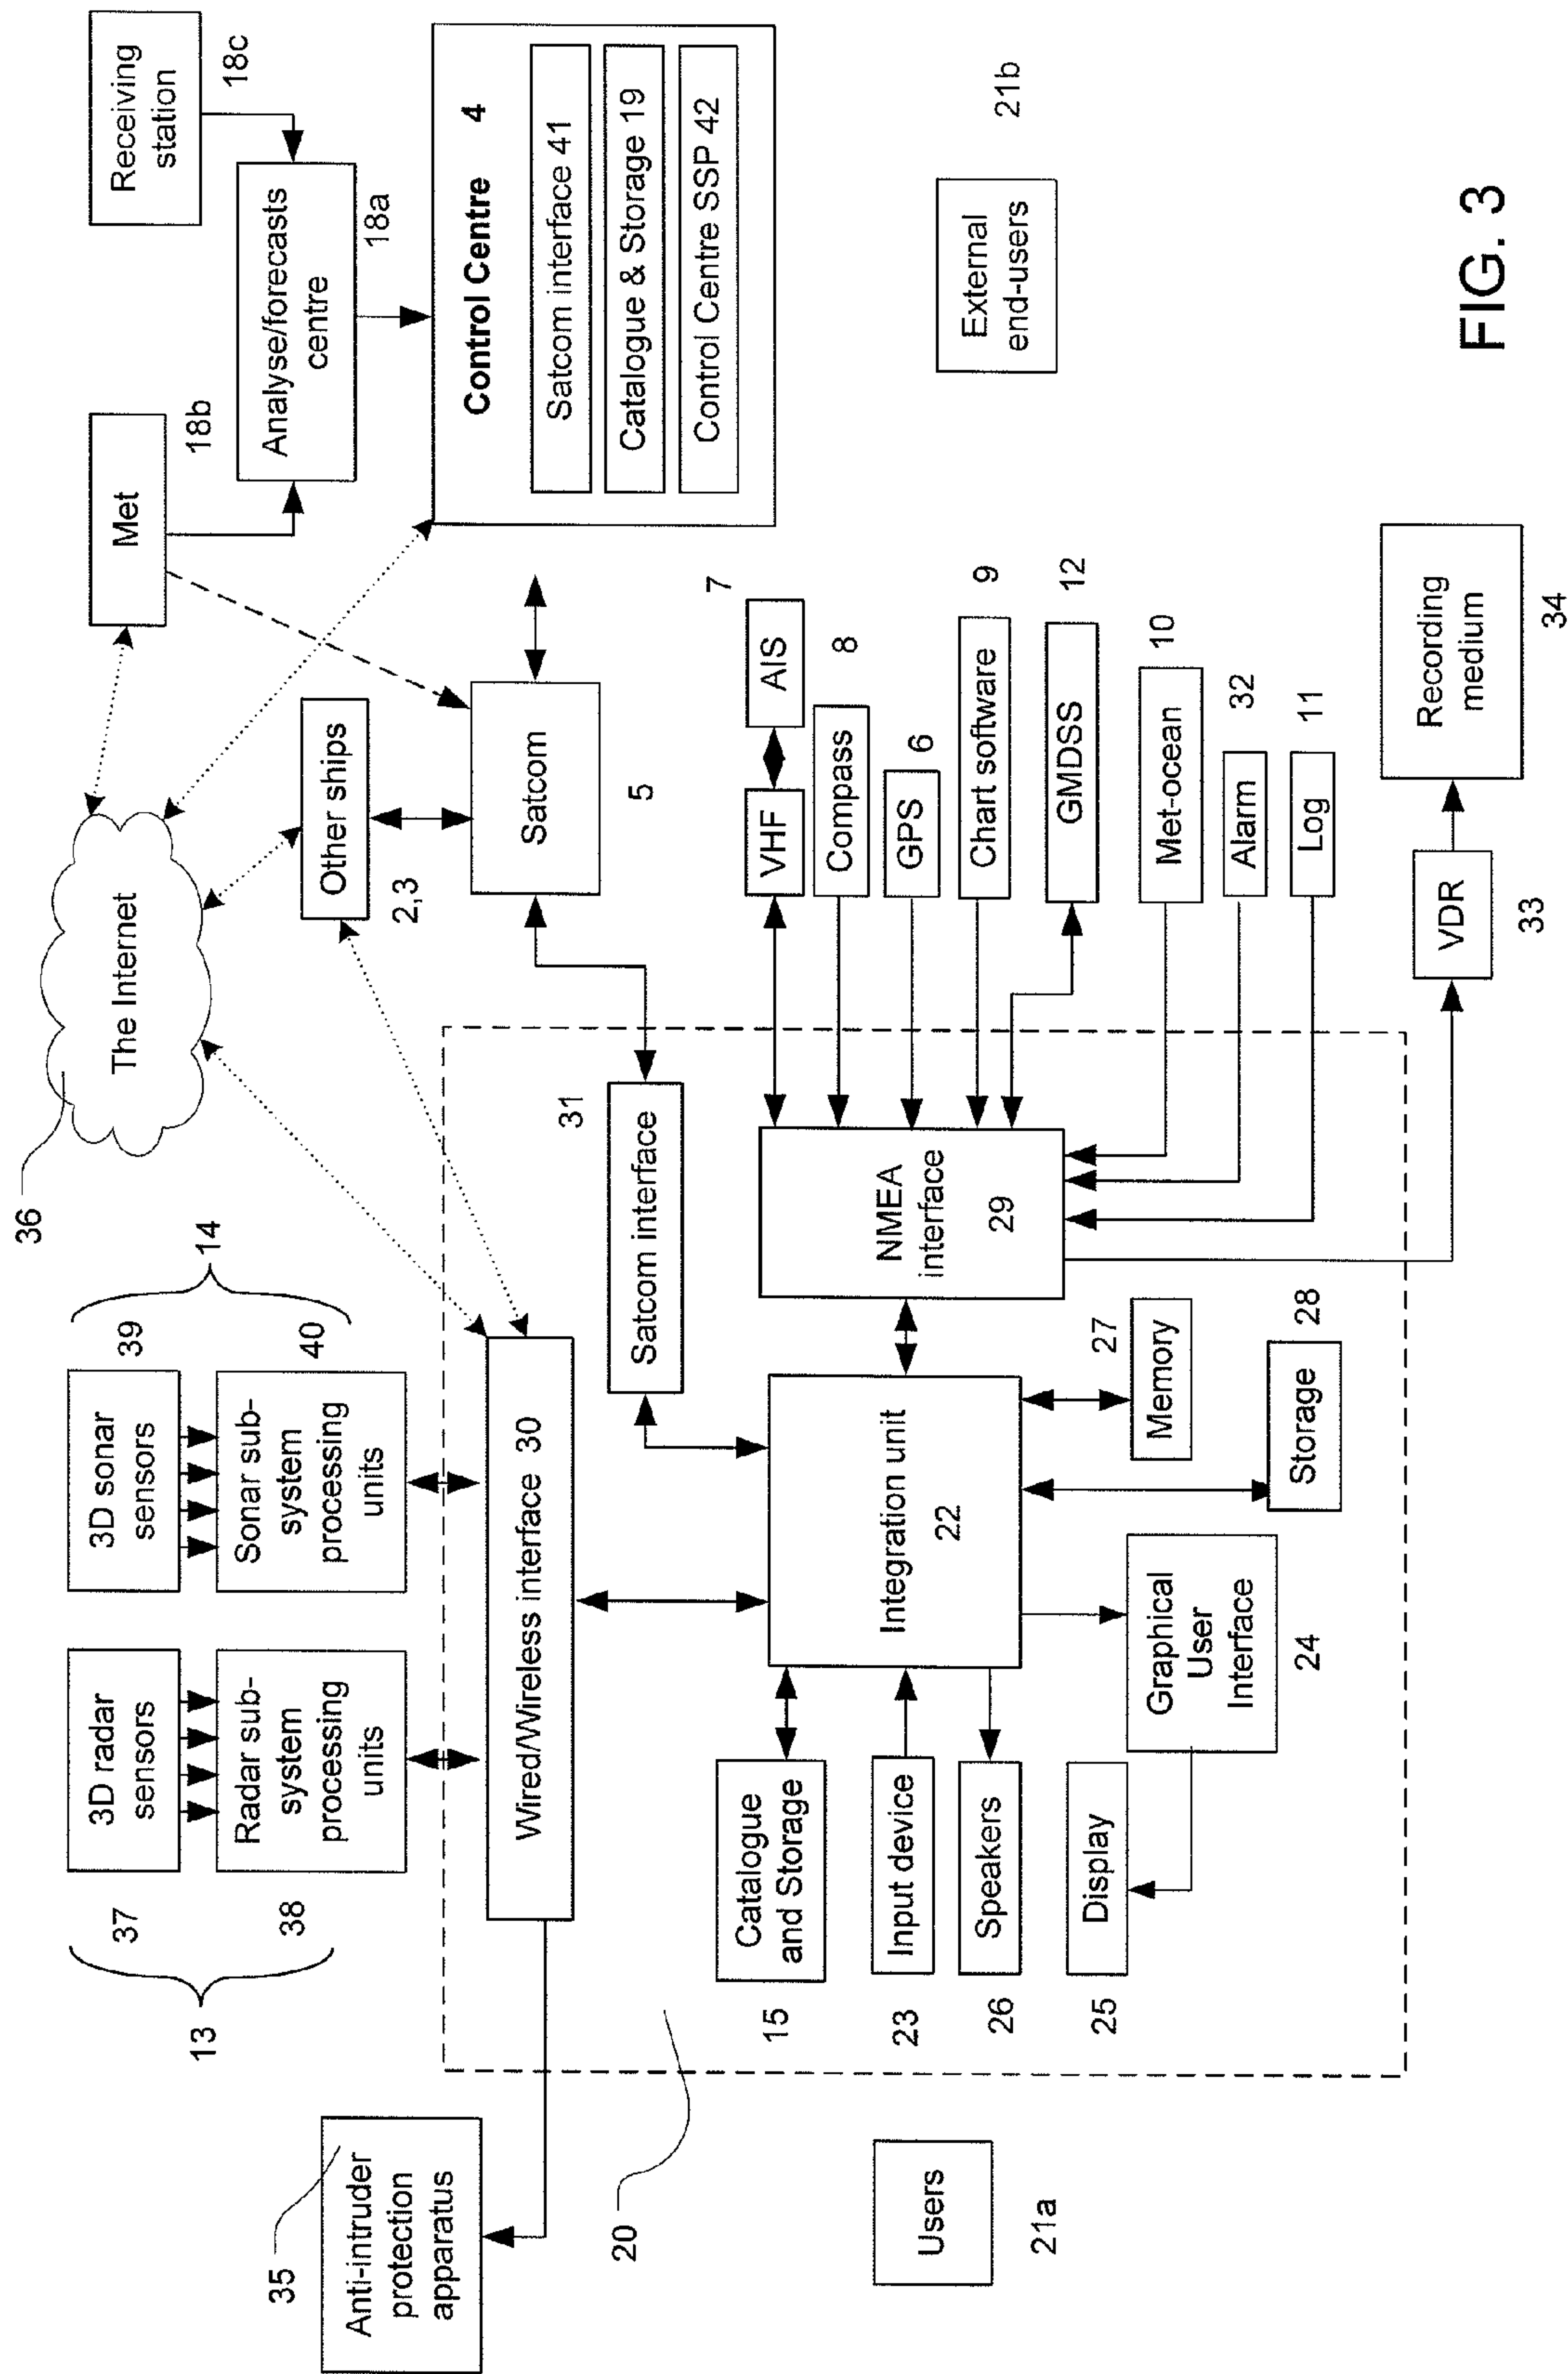 35
Anti-intruder
protection
apparatus
20
Users
21a
13
37
38
3D radar
sensors
Radar sub-
system
processing
units
14
39
40
3D sonar
sensors
Sonar sub-
system
processing
units
36
The Internet
Met
18b
Receiving
station
18c
Analyse/forecasts
centre
18a
Control Centre 4
Satcom interface 41
Catalogue & Storage 19
Control Centre SSP 42
Other ships
2,3
Satcom
5
Wired/Wireless interface 30
Satcom interface
31
Catalogue
and Storage
15
Input device
23
Speakers
26
Display
25
Graphical
User
Interface
24
Integration unit
22
Memory
27
Storage
28
NMEA
interface
29
VHF
AIS
7
Compass
8
GPS
6
Chart software
9
GMDSS
12
Met-ocean
10
Alarm
32
Log
11
VDR
33
Recording
medium
34
External
end-users
21b
FIG. 3